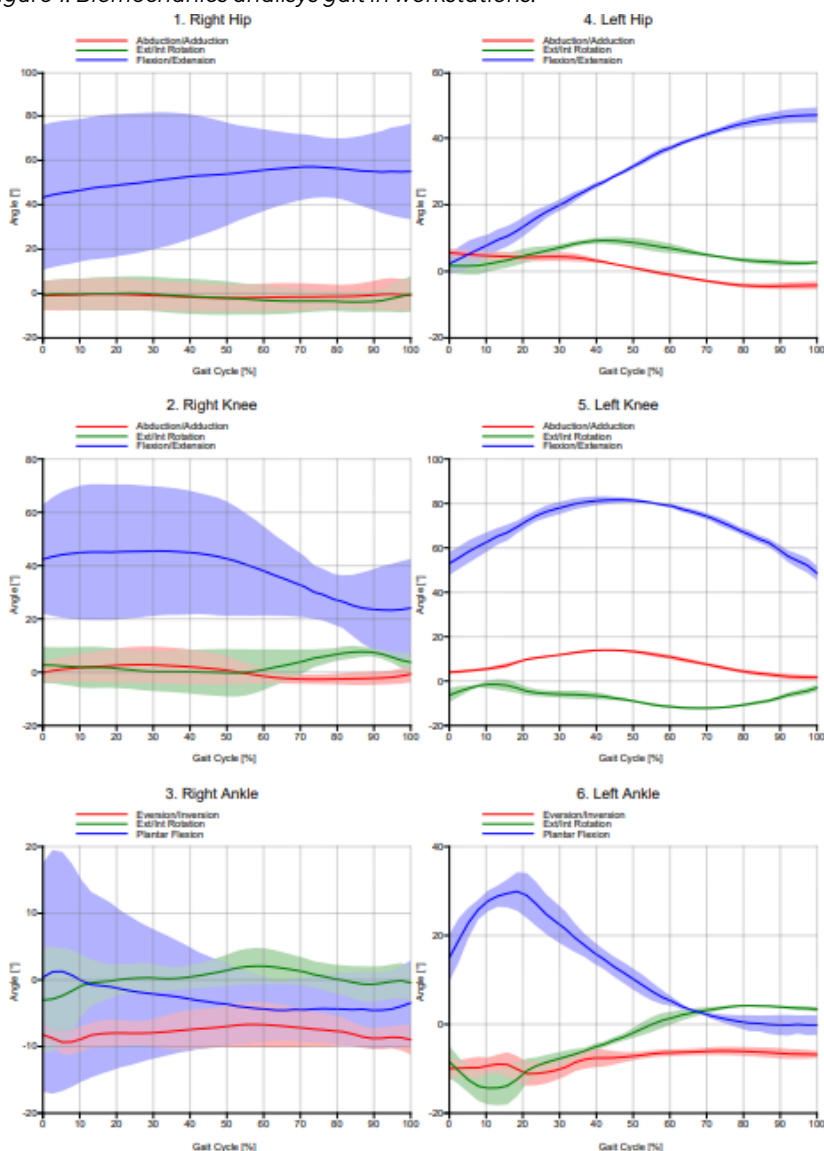 Figure 1. Biomechanics analisys gait in workstations.
1. Right Hip
Abduction/Adduction
Ext/Int Rotation
Flexion/Extension
100
80
60
40
20
0
-20
Angle [°]
0 10 20 30 40 50 60 70 80 90 100
Gait Cycle [%]
4. Left Hip
Abduction/Adduction
Ext/Int Rotation
Flexion/Extension
60
40
20
0
-20
Angle [°]
0 10 20 30 40 50 60 70 80 90 100
Gait Cycle [%]
2. Right Knee
Abduction/Adduction
Ext/Int Rotation
Flexion/Extension
80
60
40
20
0
-20
Angle [°]
0 10 20 30 40 50 60 70 80 90 100
Gait Cycle [%]
5. Left Knee
Abduction/Adduction
Ext/Int Rotation
Flexion/Extension
100
80
60
40
20
0
-20
Angle [°]
0 10 20 30 40 50 60 70 80 90 100
Gait Cycle [%]
3. Right Ankle
Eversion/Inversion
Ext/Int Rotation
Plantar Flexion
20
10
0
-10
-20
Angle [°]
0 10 20 30 40 50 60 70 80 90 100
Gait Cycle [%]
6. Left Ankle
Eversion/Inversion
Ext/Int Rotation
Plantar Flexion
40
20
0
-20
Angle [°]
0 10 20 30 40 50 60 70 80 90 100
Gait Cycle [%]